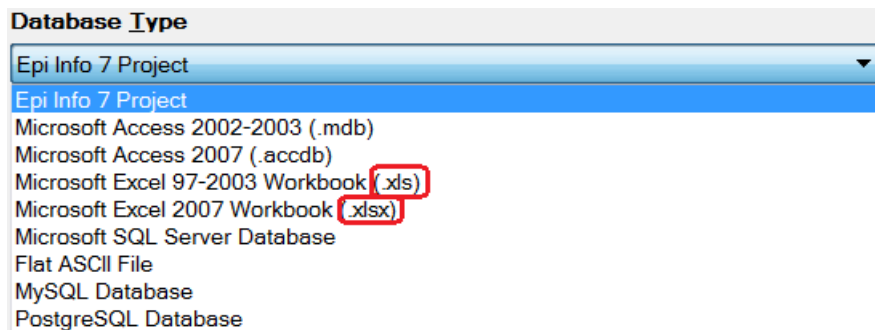 Database Type
Epi Info 7 Project
Epi Info 7 Project
Microsoft Access 2002-2003 (.mdb)
Microsoft Access 2007 (.accdb)
Microsoft Excel 97-2003 Workbook (.xls)
Microsoft Excel 2007 Workbook (.xlsx)
Microsoft SQL Server Database
Flat ASCII File
MySQL Database
PostgreSQL Database